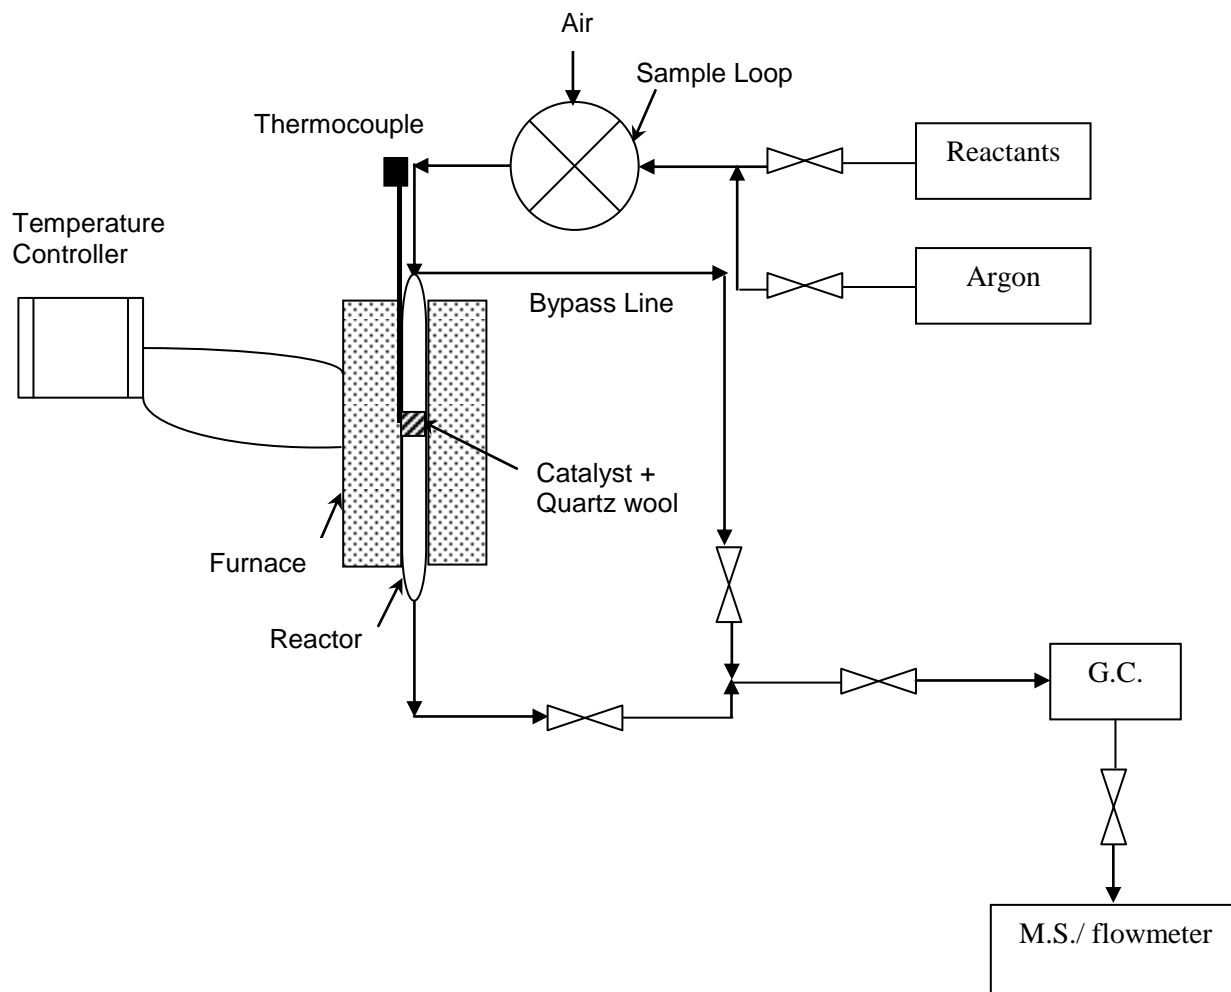 Air
Sample Loop
Thermocouple
Reactants
Temperature
Controller
Argon
Bypass Line
Catalyst +
Quartz wool
Furnace
Reactor
G.C.
M.S./ flowmeter